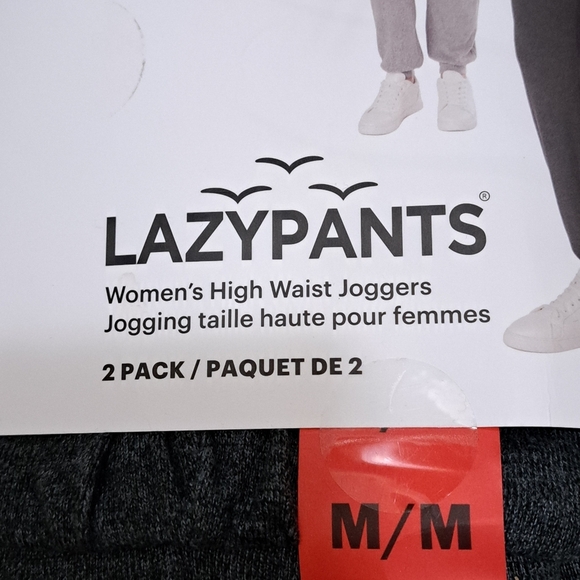 LAZYPANTS®
Women's High Waist Joggers
Jogging taille haute pour femmes
2 PACK / PAQUET DE 2
M/M